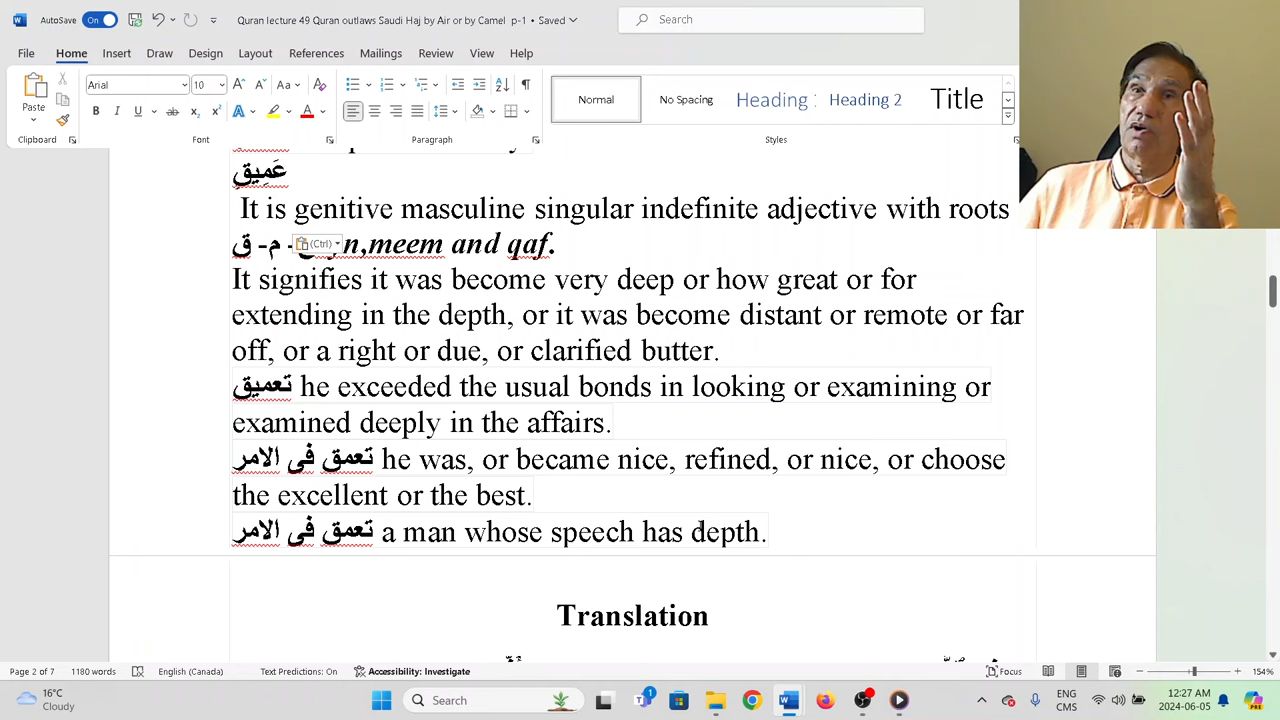 AutoSave On Quran lecture 49 Quran outlaws Saudi Haj by Air or by Camel p-1 • Saved Search
File Home Insert Draw Design Layout References Mailings Review View Help
Paste Arial 10 Aa Normal No Spacing Heading 1 Heading 2 Title
Clipboard Font Paragraph Styles
عَمِيقٍ
It is genitive masculine singular indefinite adjective with roots
ق - م - (Ctrl) n,meem and qaf.
It signifies it was become very deep or how great or for
extending in the depth, or it was become distant or remote or far
off, or a right or due, or clarified butter.
تعميق he exceeded the usual bonds in looking or examining or
examined deeply in the affairs.
تعمق فى الامر he was, or became nice, refined, or nice, or choose
the excellent or the best.
تعمق فى الامر a man whose speech has depth.
Translation
Page 2 of 7 1180 words English (Canada) Text Predictions: On Accessibility: Investigate Focus 154%
16°C
Cloudy
Search
1
ENG
CMS
12:27 AM
2024-06-05